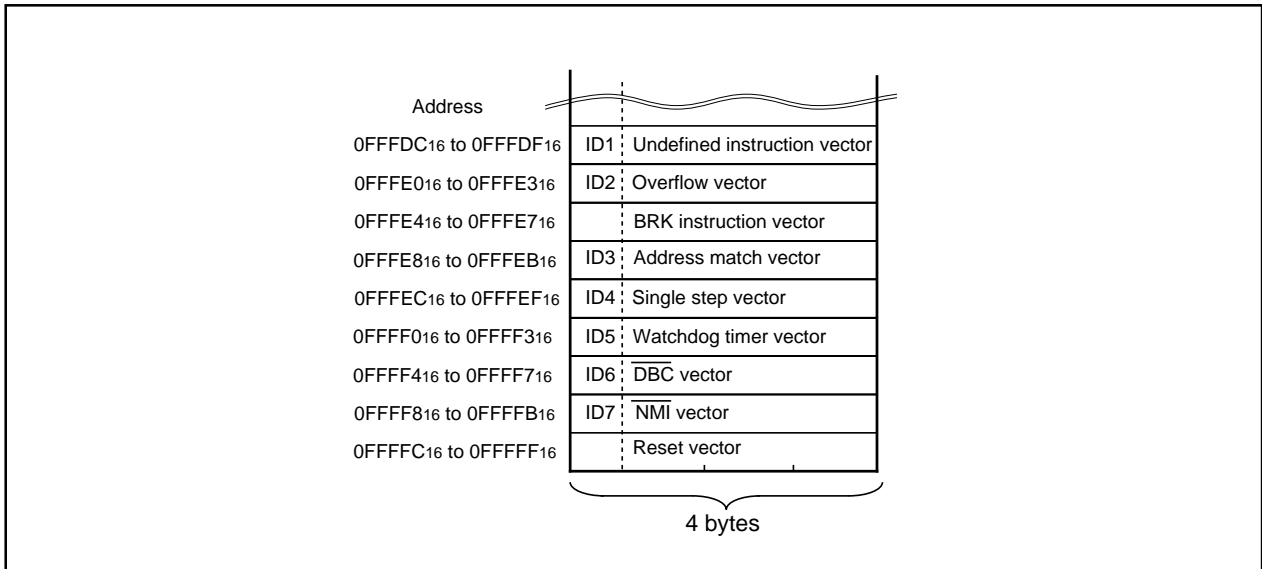 Address
0FFFDC16 to 0FFFDF16 ID1 Undefined instruction vector
0FFFE016 to 0FFFE316 ID2 Overflow vector
0FFFE416 to 0FFFE716 BRK instruction vector
0FFFE816 to 0FFFEB16 ID3 Address match vector
0FFFEC16 to 0FFFEF16 ID4 Single step vector
0FFFF016 to 0FFFF316 ID5 Watchdog timer vector
0FFFF416 to 0FFFF716 ID6 D̅B̅C̅ vector
0FFFF816 to 0FFFFB16 ID7 N̅M̅I̅ vector
0FFFFC16 to 0FFFFF16 Reset vector
4 bytes